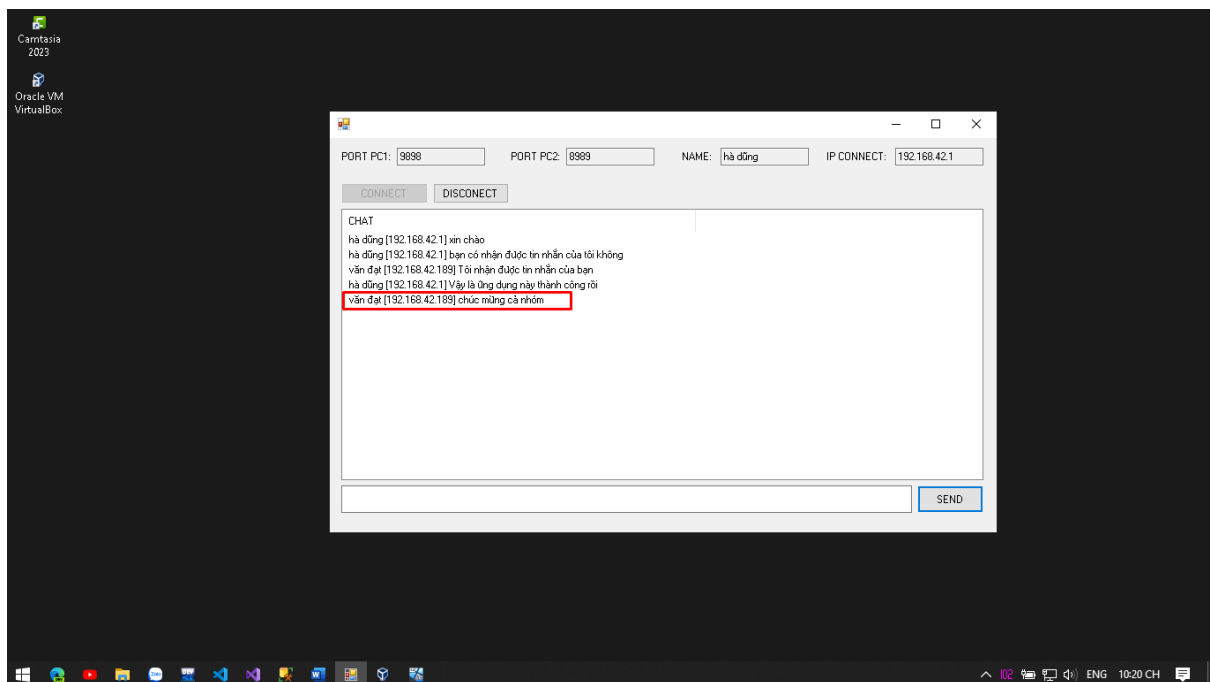 Camtasia
2023
Oracle VM
VirtualBox
PORT PC1: 9898 PORT PC2: 8989 NAME: hà dũng IP CONNECT: 192.168.42.1
CONNECT DISCONECT
CHAT
hà dũng [192.168.42.1] xin chào
hà dũng [192.168.42.1] bạn có nhận được tin nhắn của tôi không
văn đạt [192.168.42.189] Tôi nhận được tin nhắn của bạn
hà dũng [192.168.42.1] Vậy là ứng dụng này thành công rồi
văn đạt [192.168.42.189] chúc mừng cả nhóm
SEND
102 ENG 10:20 CH